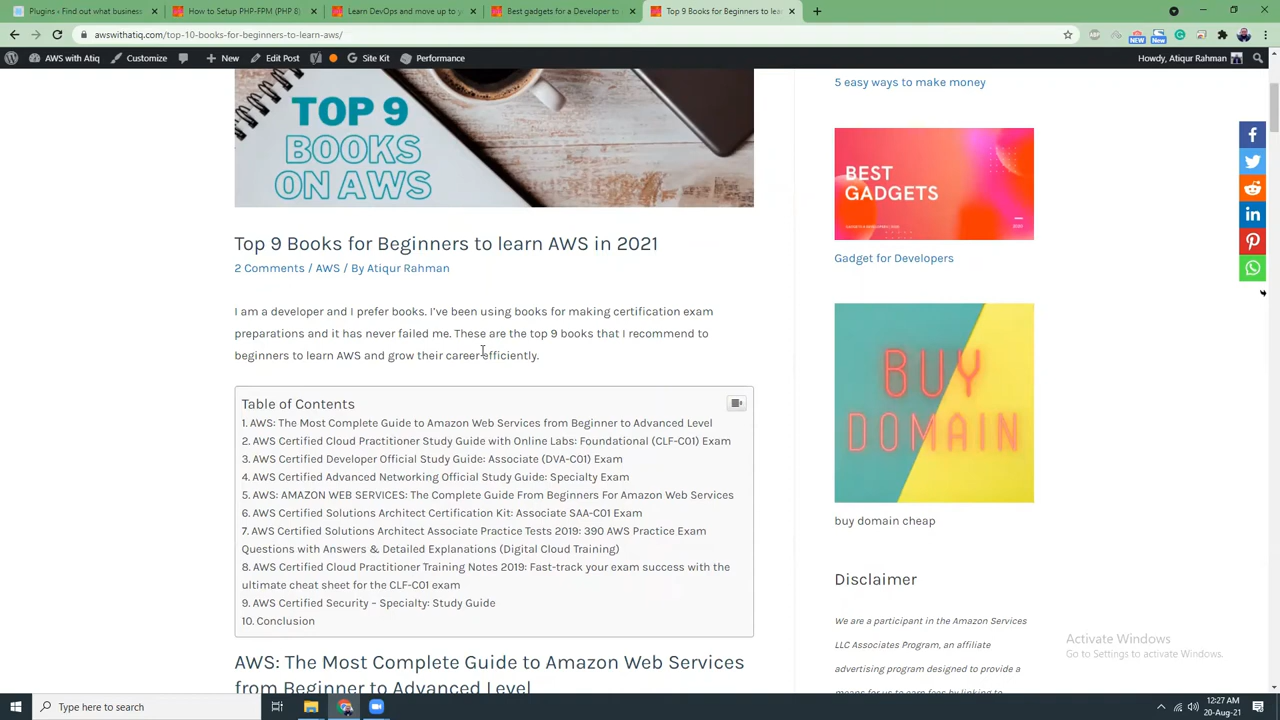 Plugins ‹ Find out what business
How to Setup PHP-FPM (PHP 8)
Learn AWS DevOps and move up to y
Best gadgets for a Developer in 20
Top 9 Books for Beginners to lea
awswithatiq.com/top-10-books-for-beginners-to-learn-aws/
New
New
AWS with Atiq
Customize
New
Edit Post
Site Kit
Performance
Howdy, Atiqur Rahman
TOP 9
BOOKS
ON AWS
Top 9 Books for Beginners to learn AWS in 2021
2 Comments / AWS / By Atiqur Rahman
I am a developer and I prefer books. I've been using books for making certification exam
preparations and it has never failed me. These are the top 9 books that I recommend to
beginners to learn AWS and grow their career efficiently.
Table of Contents
1. AWS: The Most Complete Guide to Amazon Web Services from Beginner to Advanced Level
2. AWS Certified Cloud Practitioner Study Guide with Online Labs: Foundational (CLF-C01) Exam
3. AWS Certified Developer Official Study Guide: Associate (DVA-C01) Exam
4. AWS Certified Advanced Networking Official Study Guide: Specialty Exam
5. AWS: AMAZON WEB SERVICES: The Complete Guide From Beginners For Amazon Web Services
6. AWS Certified Solutions Architect Certification Kit: Associate SAA-C01 Exam
7. AWS Certified Solutions Architect Associate Practice Tests 2019: 390 AWS Practice Exam
Questions with Answers & Detailed Explanations (Digital Cloud Training)
8. AWS Certified Cloud Practitioner Training Notes 2019: Fast-track your exam success with the
ultimate cheat sheet for the CLF-C01 exam
9. AWS Certified Security – Specialty: Study Guide
10. Conclusion
AWS: The Most Complete Guide to Amazon Web Services
from Beginner to Advanced Level
5 easy ways to make money
BEST
GADGETS
Gadget for Developers
BUY
DOMAIN
buy domain cheap
Disclaimer
We are a participant in the Amazon Services
LLC Associates Program, an affiliate
advertising program designed to provide a
means for us to earn fees by linking to
Activate Windows
Go to Settings to activate Windows.
Type here to search
12:27 AM
20-Aug-21